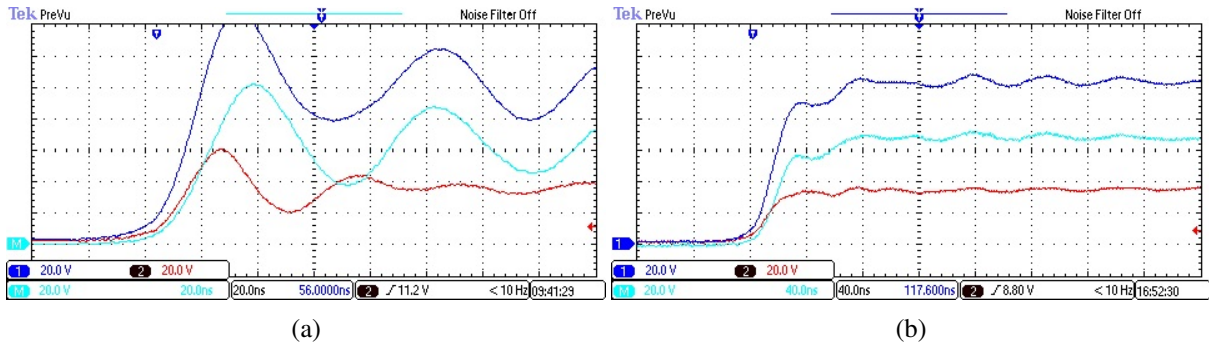 Tek PreVu Noise Filter Off
M
1 20.0 V 2 20.0 V
M 20.0 V 20.0ns 20.0ns 56.0000ns 2 11.2 V < 10 Hz 09:41:29
(a)
Tek PreVu Noise Filter Off
1
1 20.0 V 2 20.0 V
M 20.0 V 40.0ns 40.0ns 117.600ns 2 8.80 V < 10 Hz 16:52:30
(b)